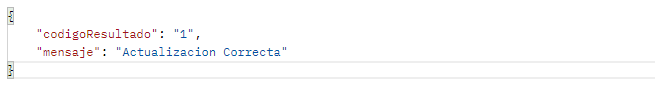 {
"codigoResultado": "1",
"mensaje": "Actualizacion Correcta"
}